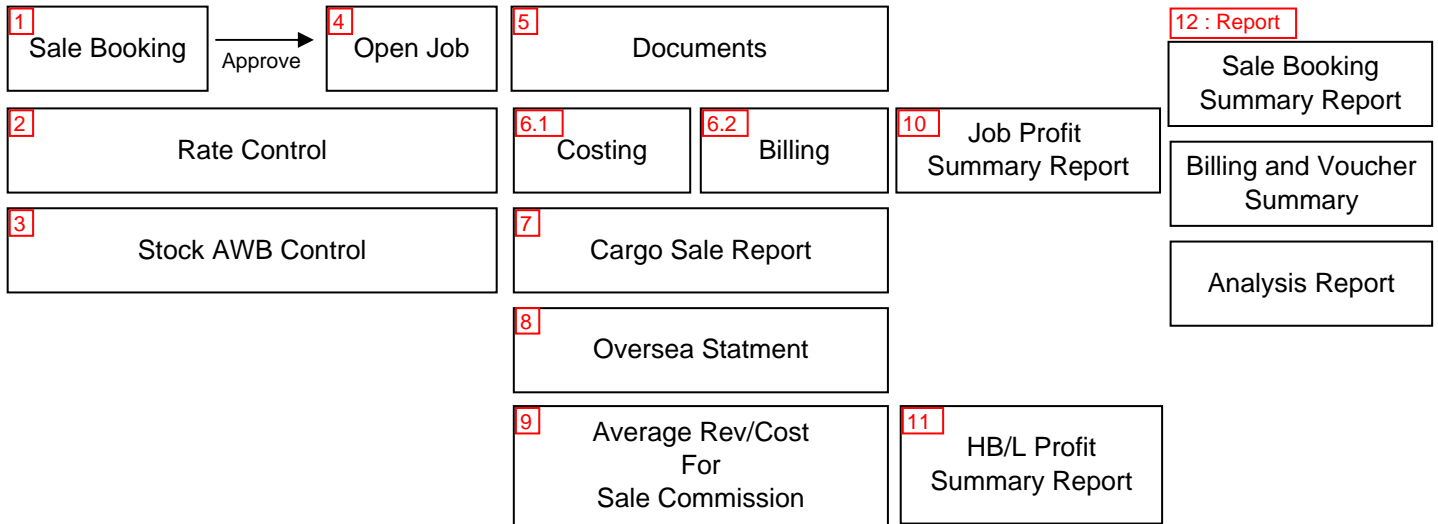 1
Sale Booking
Approve
4
Open Job
5
Documents
12 : Report
Sale Booking
Summary Report
2
Rate Control
6.1
Costing
6.2
Billing
10
Job Profit
Summary Report
Billing and Voucher
Summary
3
Stock AWB Control
7
Cargo Sale Report
Analysis Report
8
Oversea Statment
9
Average Rev/Cost
For
Sale Commission
11
HB/L Profit
Summary Report